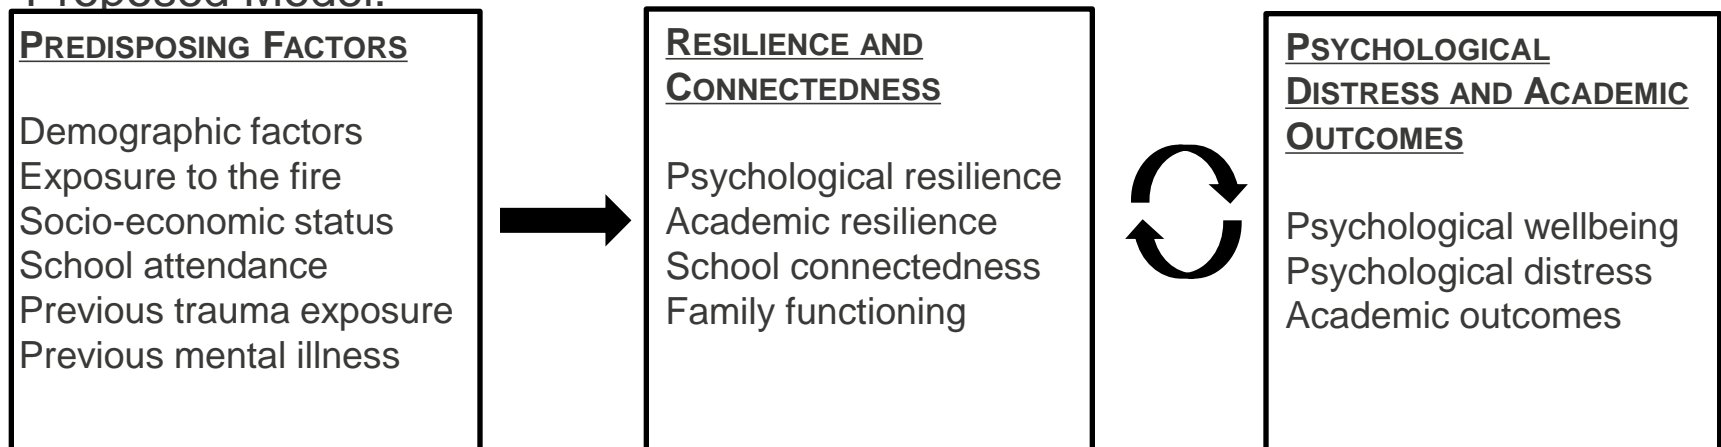 Proposed Model:
PREDISPOSING FACTORS
Demographic factors
Exposure to the fire
Socio-economic status
School attendance
Previous trauma exposure
Previous mental illness
RESILIENCE AND
CONNECTEDNESS
Psychological resilience
Academic resilience
School connectedness
Family functioning
PSYCHOLOGICAL
DISTRESS AND ACADEMIC
OUTCOMES
Psychological wellbeing
Psychological distress
Academic outcomes